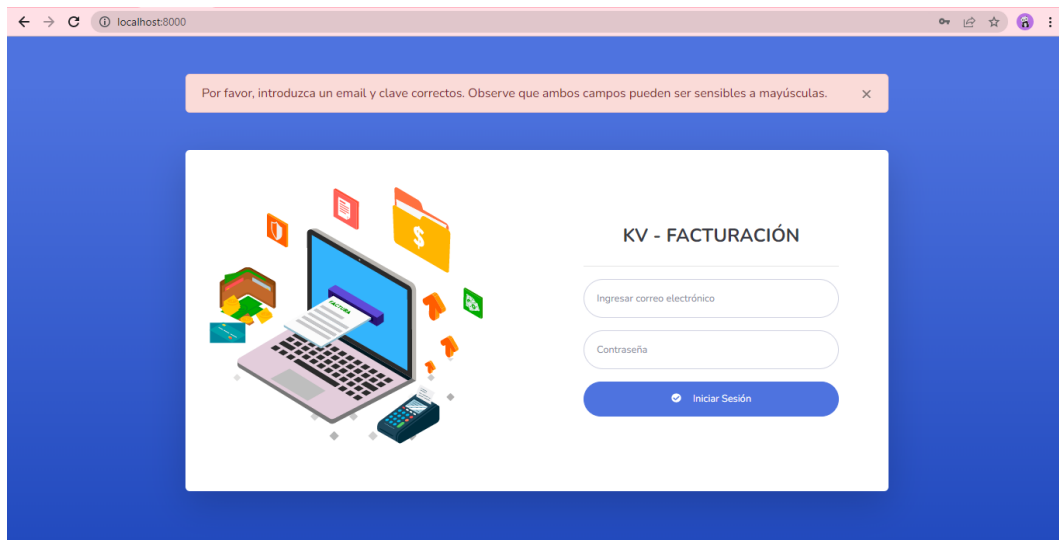 localhost:8000
Por favor, introduzca un email y clave correctos. Observe que ambos campos pueden ser sensibles a mayúsculas. ×
FACTURA
$
KV - FACTURACIÓN
Ingresar correo electrónico
Contraseña
Iniciar Sesión